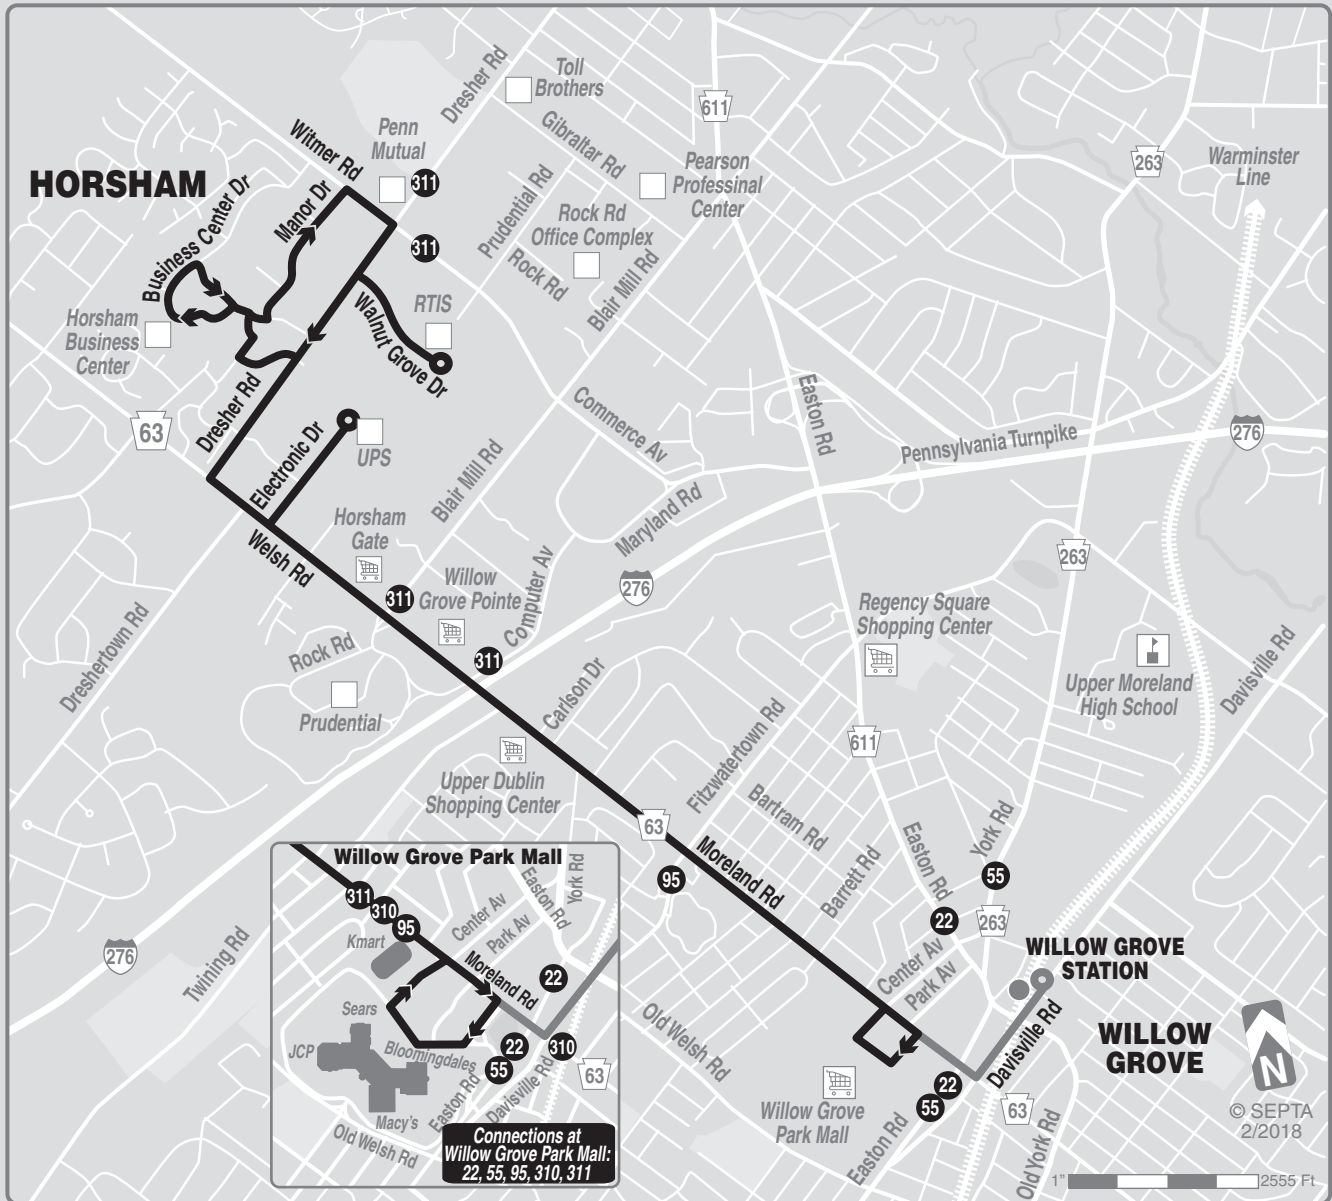 Dresher Rd
Toll
Brothers
611
Gibraltar Rd
Witmer Rd
Penn
Mutual
311
HORSHAM
Pearson
Professinal
Center
263
Warminster
Line
Business Center Dr
Manor Dr
Prudential Rd
Rock Rd
Office Complex
311
Rock Rd
Blair Mill Rd
Horsham
Business
Center
RTIS
Walnut Grove Dr
Dresher Rd
63
Electronic Dr
UPS
Commerce Av
Easton Rd
Pennsylvania Turnpike
276
Blair Mill Rd
Horsham
Gate
Maryland Rd
263
Welsh Rd
311
Willow
Grove Pointe
Computer Av
276
Regency Square
Shopping Center
Dreshertown Rd
Rock Rd
311
Prudential
Carlson Dr
Upper Moreland
High School
Davisville Rd
Upper Dublin
Shopping Center
Fitzwatertown Rd
611
Bartram Rd
63
Moreland Rd
Barrett Rd
Easton Rd
York Rd
95
55
22
263
Center Av
Park Av
WILLOW GROVE
STATION
276
Twining Rd
Old Welsh Rd
Davisville Rd
WILLOW
GROVE
N
Willow Grove
Park Mall
22
55
Easton Rd
63
Old York Rd
© SEPTA
2/2018
1"
2555 Ft
Willow Grove Park Mall
311
310
95
Kmart
Center Av
Park Av
Easton Rd
York Rd
Moreland Rd
22
Sears
JCP
Bloomingdales
22
310
55
63
Easton Rd
Davisville Rd
Macy's
Old Welsh Rd
Connections at
Willow Grove Park Mall:
22, 55, 95, 310, 311